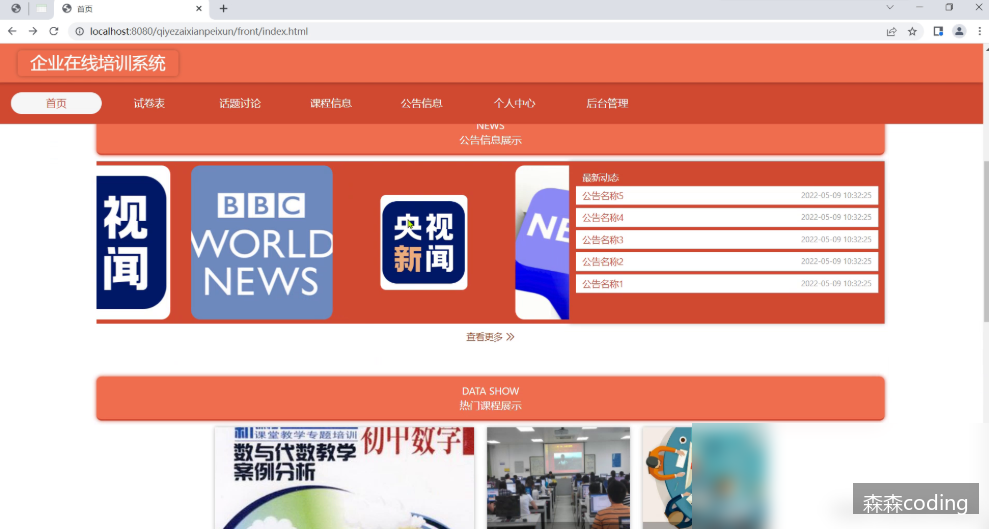 首页
localhost:8080/qiyezaixianpeixun/front/index.html
企业在线培训系统
首页
试卷表
话题讨论
课程信息
公告信息
个人中心
后台管理
NEWS
公告信息展示
视
闻
BBC
WORLD
NEWS
央视
新闻
NE
最新动态
公告名称5 2022-05-09 10:32:25
公告名称4 2022-05-09 10:32:25
公告名称3 2022-05-09 10:32:25
公告名称2 2022-05-09 10:32:25
公告名称1 2022-05-09 10:32:25
查看更多
DATA SHOW
热门课程展示
课堂教学专题培训
初中数学
数与代数教学
案例分析
森森coding